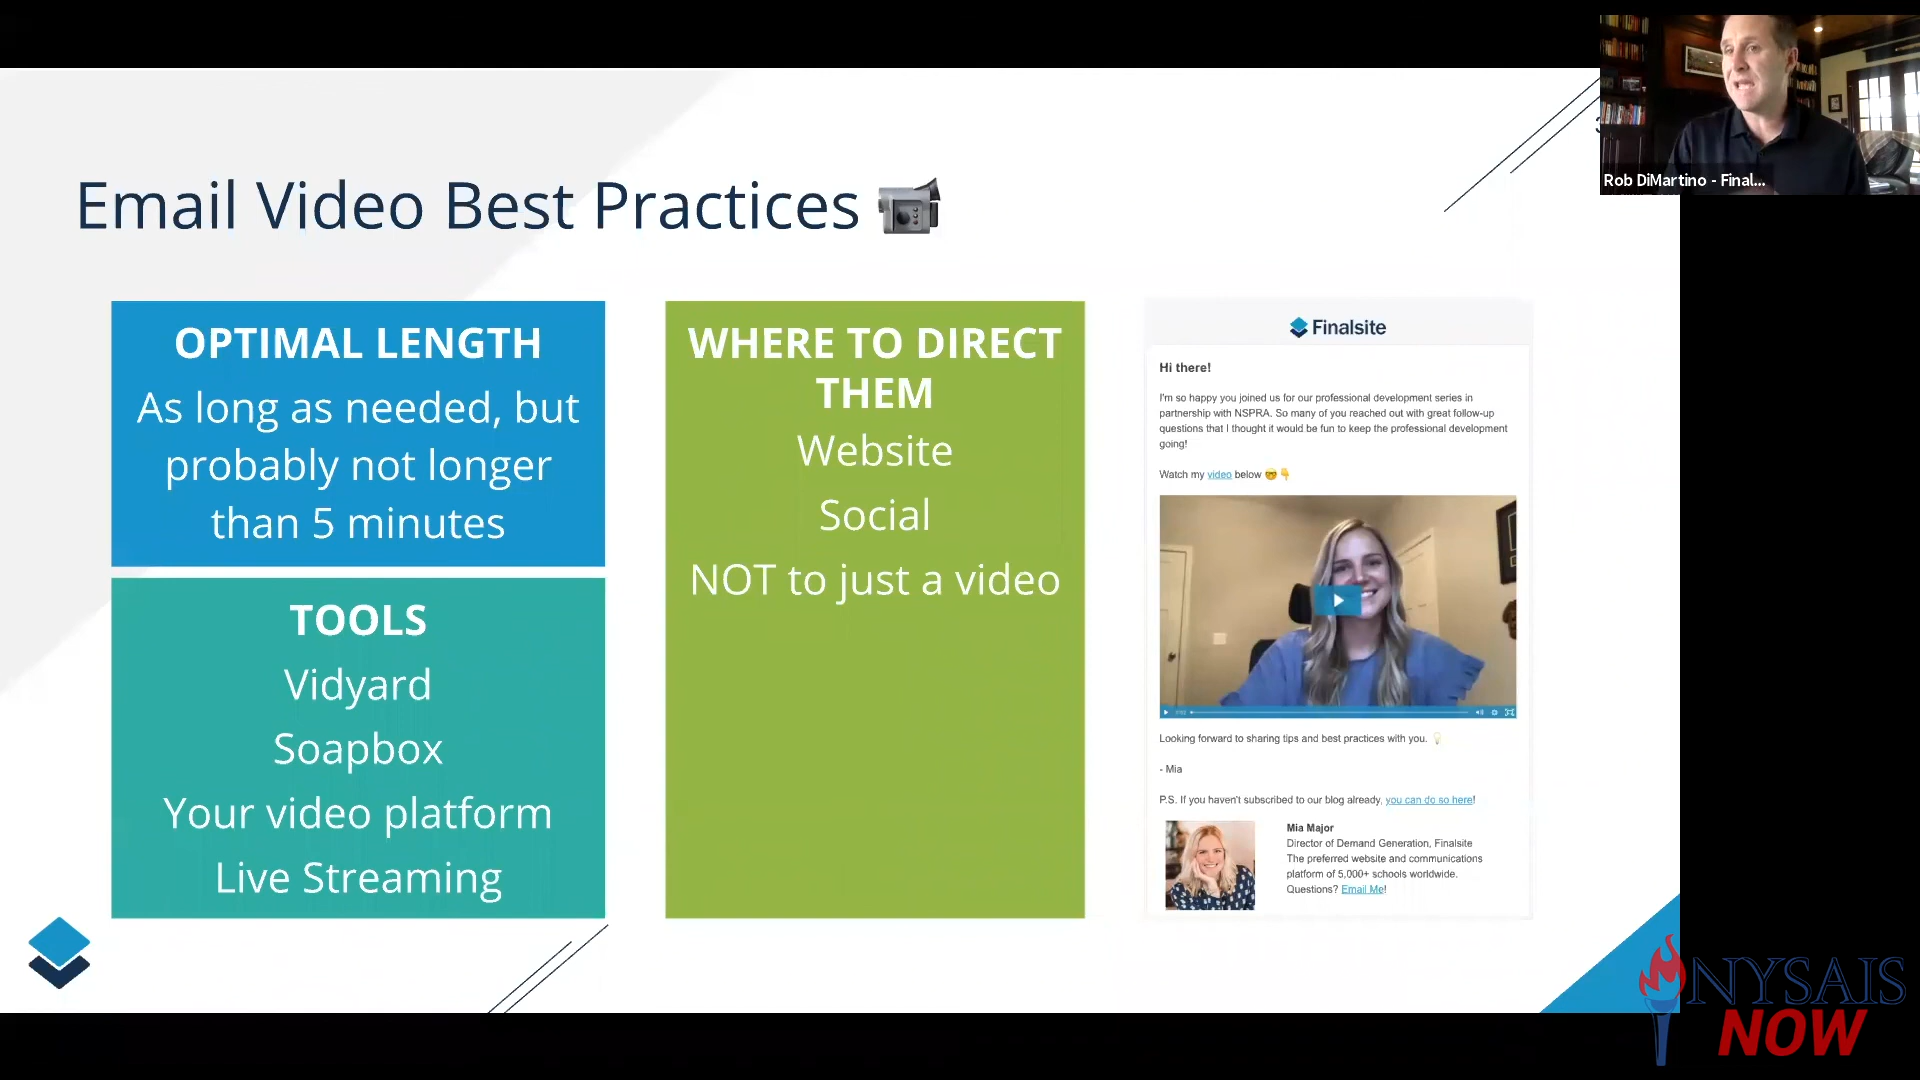 Rob DiMartino - Final...
Email Video Best Practices
OPTIMAL LENGTH
As long as needed, but
probably not longer
than 5 minutes
TOOLS
Vidyard
Soapbox
Your video platform
Live Streaming
WHERE TO DIRECT
THEM
Website
Social
NOT to just a video
Finalsite
Hi there!
I'm so happy you joined us for our professional development series in
partnership with NSPRA. So many of you reached out with great follow-up
questions that I thought it would be fun to keep the professional development
going!
Watch my video below
Looking forward to sharing tips and best practices with you.
- Mia
P.S. If you haven't subscribed to our blog already, you can do so here!
Mia Major
Director of Demand Generation, Finalsite
The preferred website and communications
platform of 5,000+ schools worldwide.
Questions? Email Me!
NYSAIS
NOW